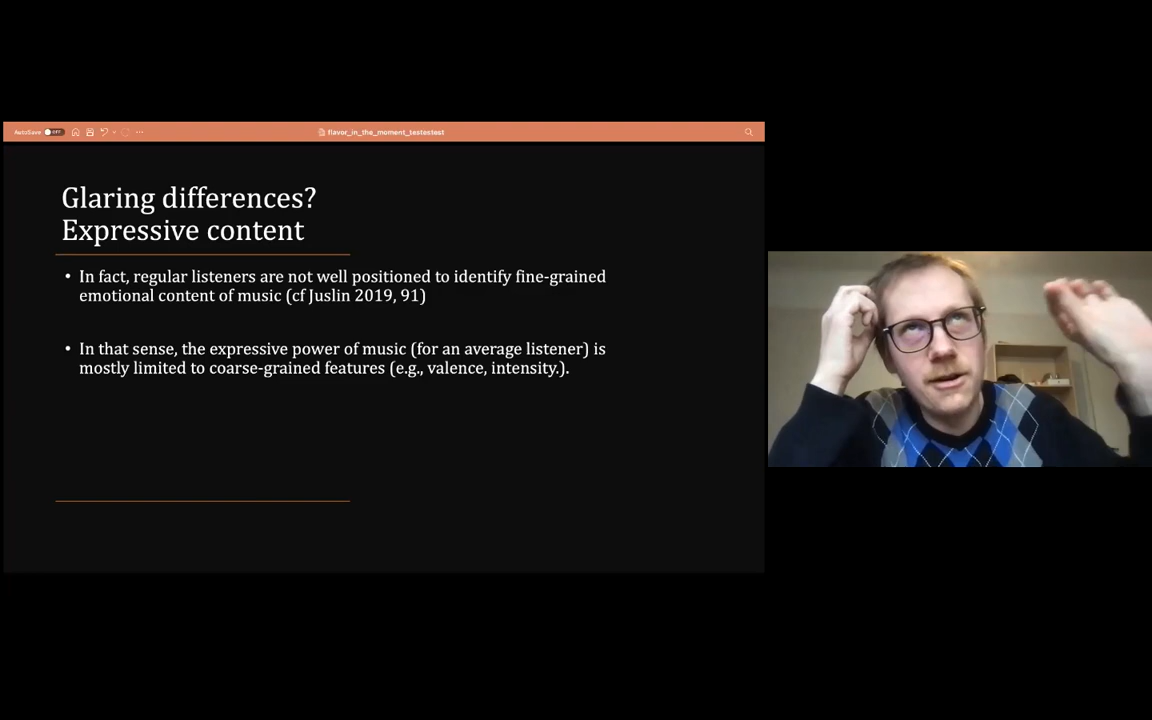 AutoSave OFF
flavor_in_the_moment_testestest
Glaring differences?
Expressive content
• In fact, regular listeners are not well positioned to identify fine-grained
emotional content of music (cf Juslin 2019, 91)
• In that sense, the expressive power of music (for an average listener) is
mostly limited to coarse-grained features (e.g., valence, intensity.).